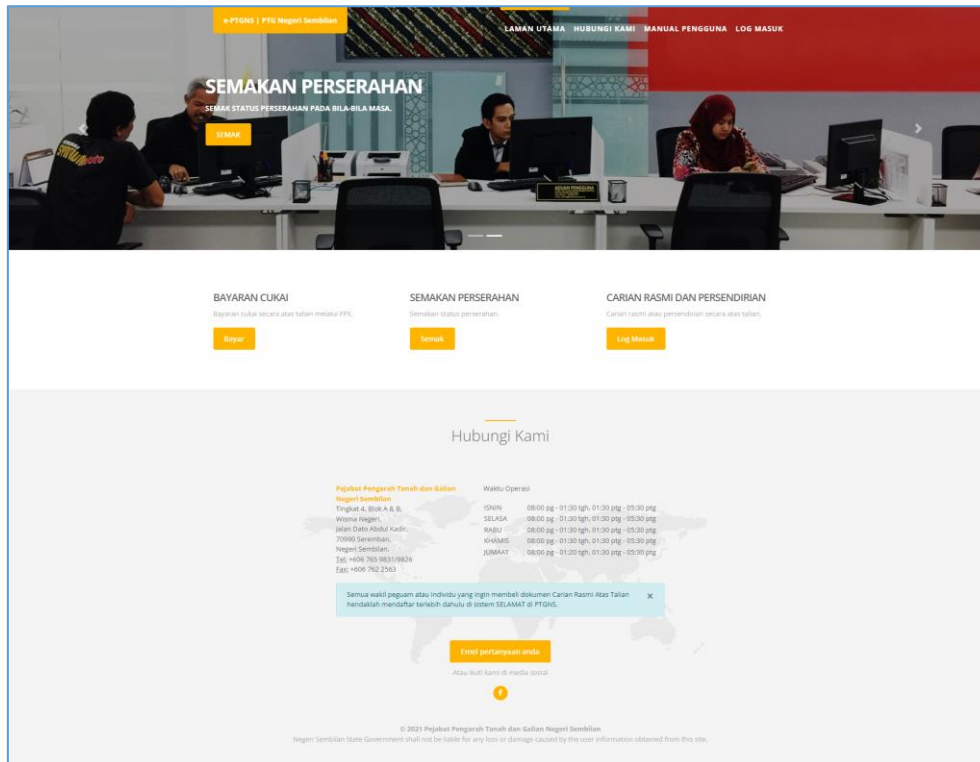 e-PTGNS | PTG Negeri Sembilan
LAMAN UTAMA HUBUNGI KAMI MANUAL PENGGUNA LOG MASUK
SEMAKAN PERSERAHAN
SEMAK STATUS PERSERAHAN PADA BILA-BILA MASA.
SEMAK
ADUAN PENGGUNA
BAYARAN CUKAI
Bayaran cukai secara atas talian melalui FPX.
Bayar
SEMAKAN PERSERAHAN
Semakan status perserahan.
Semak
CARIAN RASMI DAN PERSENDIRIAN
Carian rasmi atau persendirian secara atas talian.
Log Masuk
Hubungi Kami
Pejabat Pengarah Tanah dan Galian
Negeri Sembilan
Tingkat 4, Blok A & B,
Wisma Negeri,
Jalan Dato Abdul Kadir,
70990 Seremban,
Negeri Sembilan.
Tel: +606 765 9831/9826
Fax: +606 762 2563
Waktu Operasi
ISNIN 08:00 pg - 01:30 tgh, 01:30 ptg - 05:30 ptg
SELASA 08:00 pg - 01:30 tgh, 01:30 ptg - 05:30 ptg
RABU 08:00 pg - 01:30 tgh, 01:30 ptg - 05:30 ptg
KHAMIS 08:00 pg - 01:30 tgh, 01:30 ptg - 05:30 ptg
JUMAAT 08:00 pg - 01:20 tgh, 01:30 ptg - 05:30 ptg
Semua wakil peguam atau individu yang ingin membeli dokumen Carian Rasmi Atas Talian
hendaklah mendaftar terlebih dahulu di sistem SELAMAT di PTGNS.
Emel pertanyaan anda
Atau ikuti kami di media sosial
© 2021 Pejabat Pengarah Tanah dan Galian Negeri Sembilan
Negeri Sembilan State Government shall not be liable for any loss or damage caused by the user information obtained from this site.